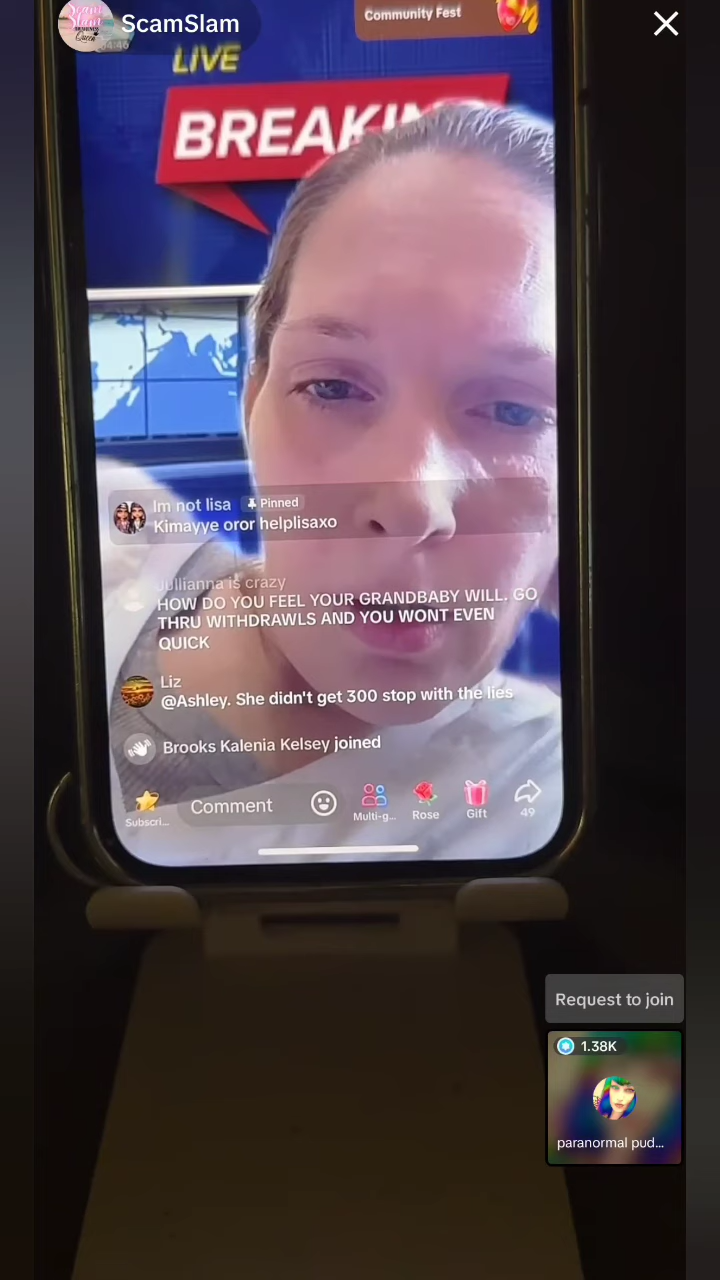 ScamSlam
Community Fest
LIVE
Im not lisa Pinned
Kimayye oror helplisaxo
Jullianna is crazy
HOW DO YOU FEEL YOUR GRANDBABY WILL. GO
THRU WITHDRAWLS AND YOU WONT EVEN
QUICK
Liz
@Ashley. She didn't get 300 stop with the lies
Brooks Kalenia Kelsey joined
Subscri...
Comment
Multi-g...
Rose
Gift
49
Request to join
1.38K
paranormal pud...